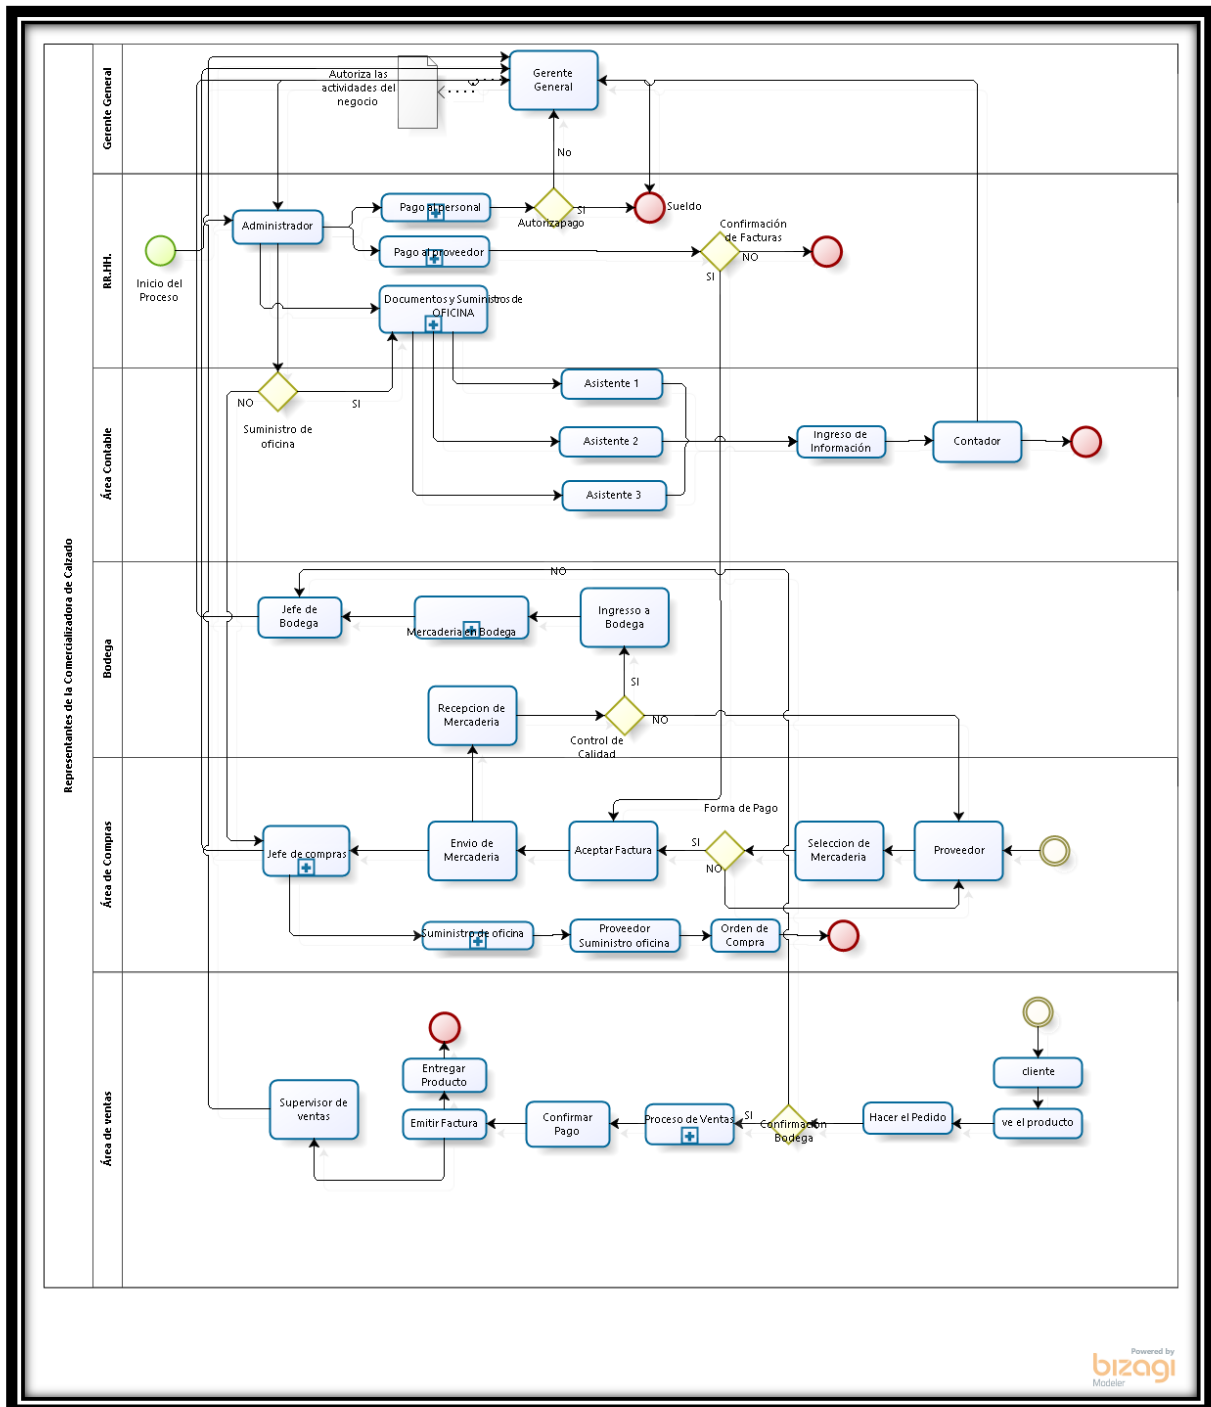 Representantes de la Comercializadora de Calzado
Gerente General
Autoriza las
actividades del
negocio
Gerente
General
No
RR.HH.
Inicio del
Proceso
Administrador
Pago al personal
Autorizapago
SI
Sueldo
Pago al proveedor
Confirmación
de Facturas
NO
SI
Documentos y Suministros de
OFICINA
Área Contable
NO
SI
Suministro de
oficina
Asistente 1
Asistente 2
Asistente 3
Ingreso de
Información
Contador
Bodega
NO
Jefe de
Bodega
Mercaderia en Bodega
Ingresso a
Bodega
SI
Recepcion de
Mercaderia
NO
Control de
Calidad
Área de Compras
Forma de Pago
Jefe de compras
Envio de
Mercaderia
Aceptar Factura
SI
NO
Seleccion de
Mercaderia
Proveedor
Suministro de oficina
Proveedor
Suministro oficina
Orden de
Compra
Área de ventas
Supervisor de
ventas
Entregar
Producto
Emitir Factura
Confirmar
Pago
Proceso de Ventas
SI
Confirmacion
Bodega
Hacer el Pedido
cliente
ve el producto
Powered by
bizagi
Modeler